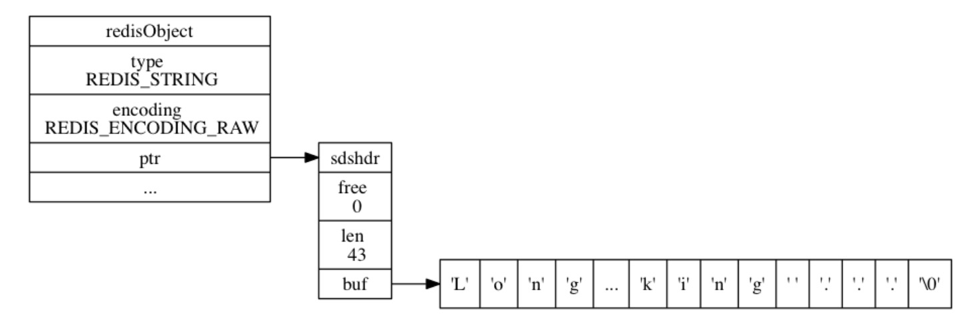 redisObject
type
REDIS_STRING
encoding
REDIS_ENCODING_RAW
ptr
...
sdshdr
free
0
len
43
buf
'L' 'o' 'n' 'g' ... 'k' 'i' 'n' 'g' ' ' '.' '.' '.' '\0'